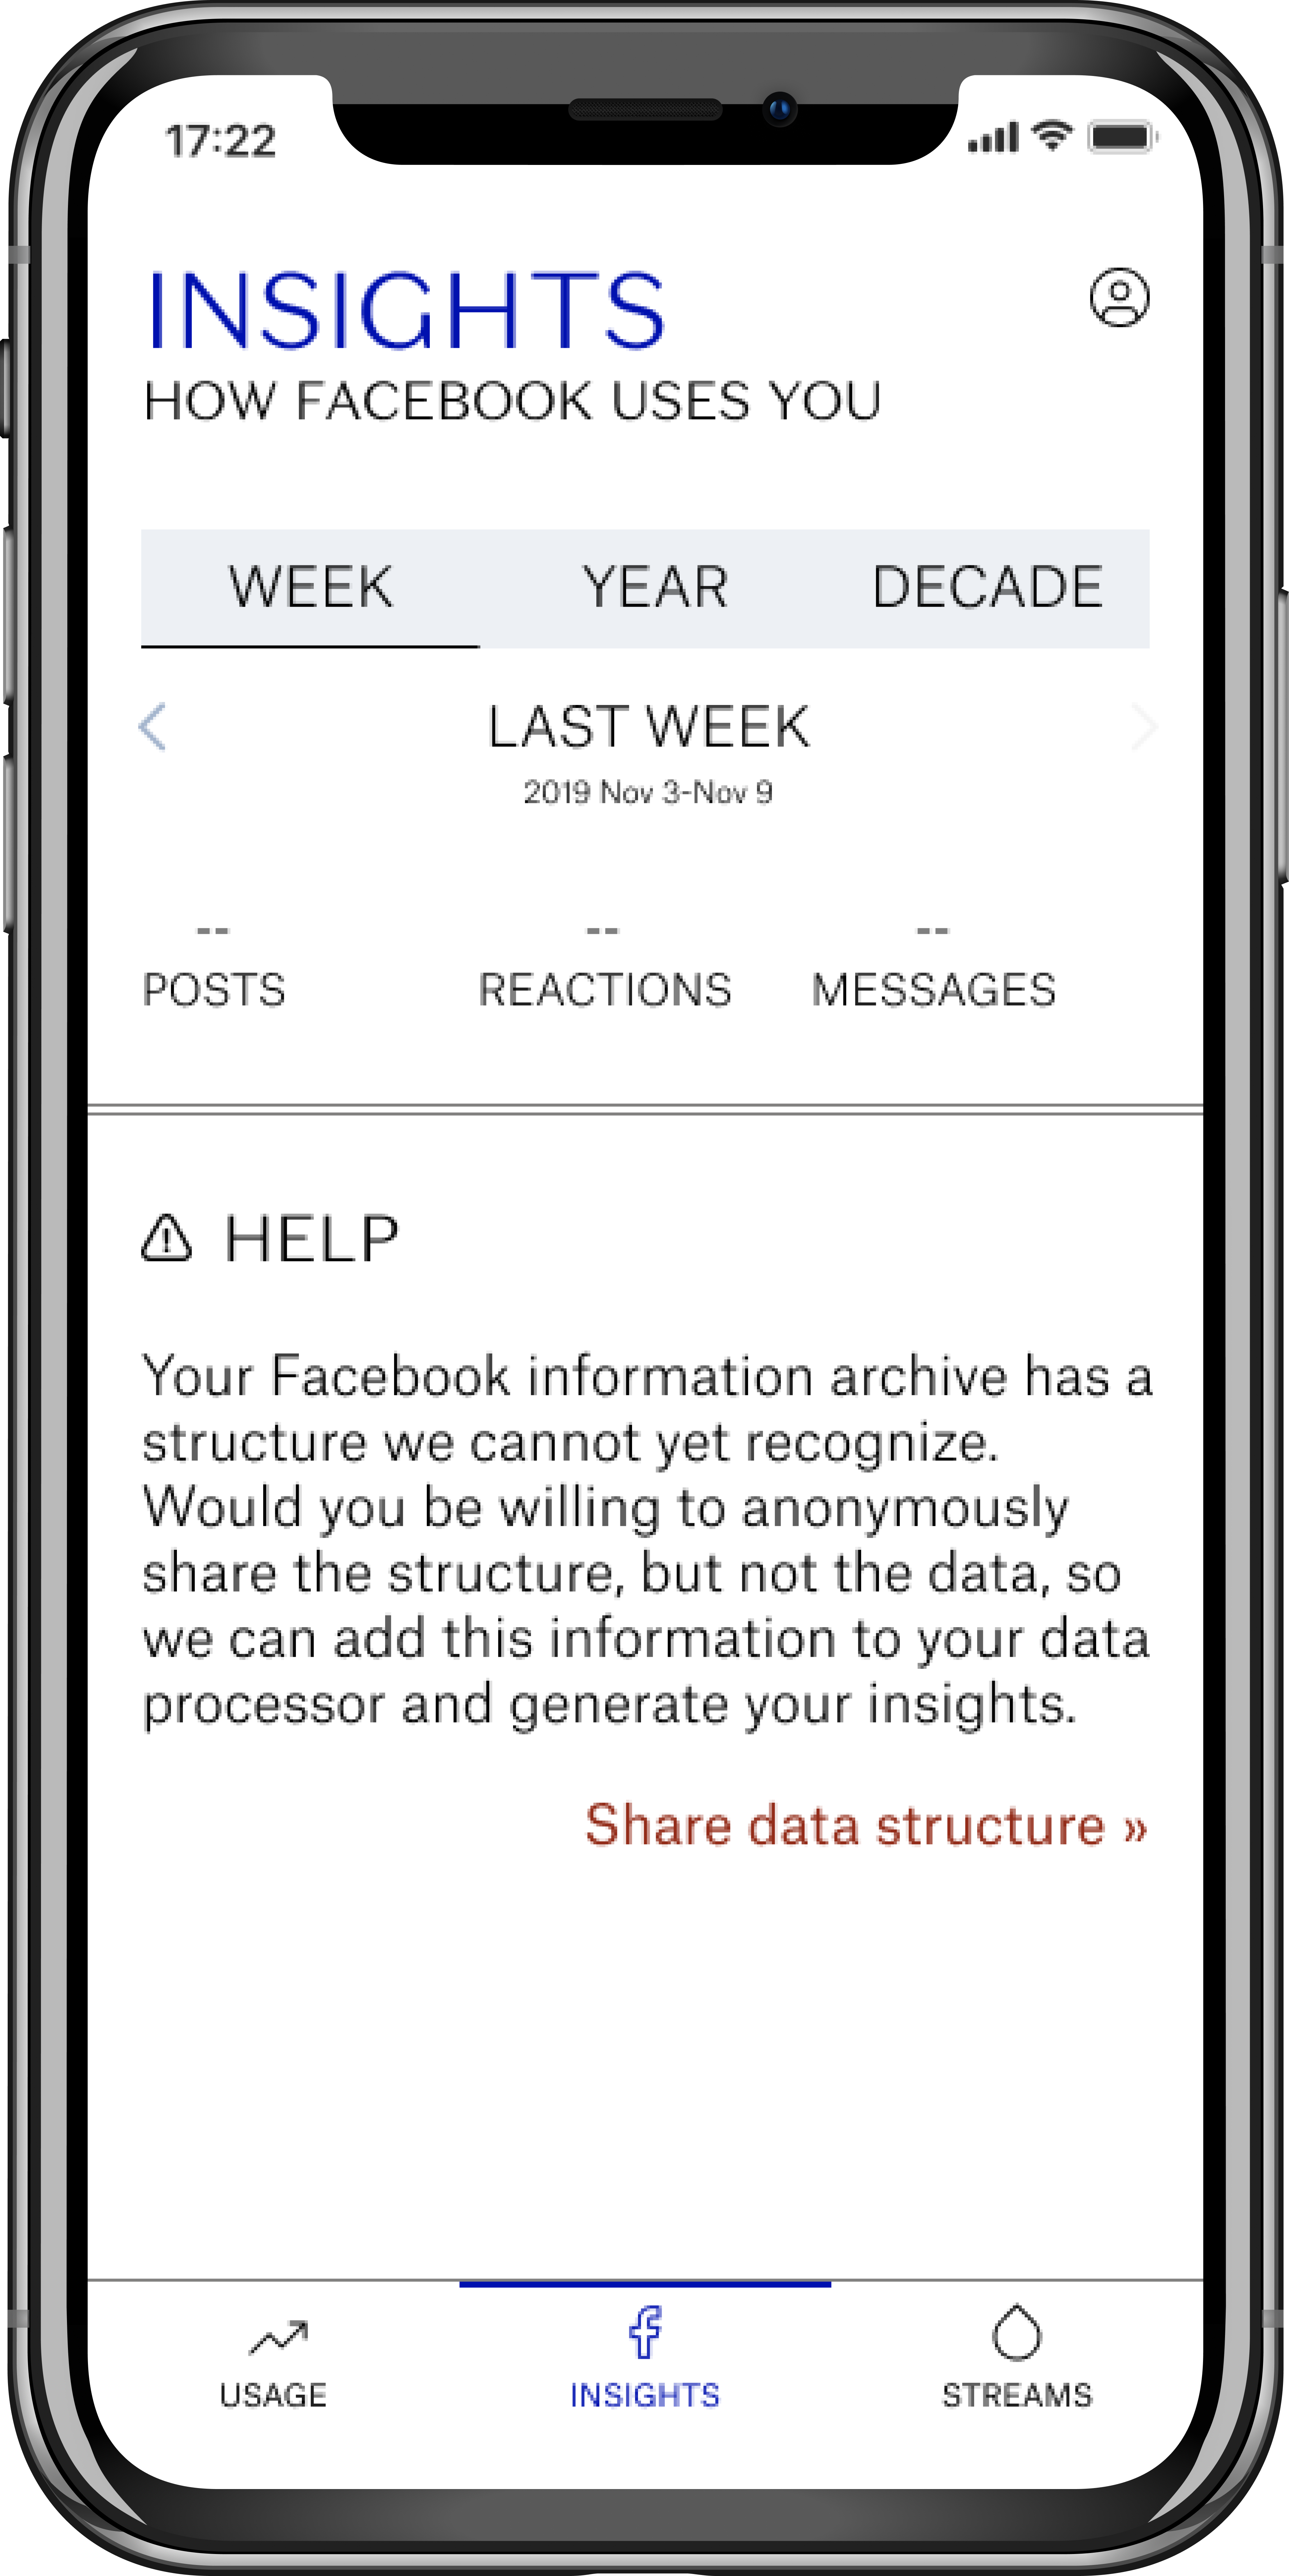 17:22
INSIGHTS
HOW FACEBOOK USES YOU
WEEK YEAR DECADE
LAST WEEK
2019 Nov 3-Nov 9
-- -- --
POSTS REACTIONS MESSAGES
HELP
Your Facebook information archive has a
structure we cannot yet recognize.
Would you be willing to anonymously
share the structure, but not the data, so
we can add this information to your data
processor and generate your insights.
Share data structure »
USAGE INSIGHTS STREAMS